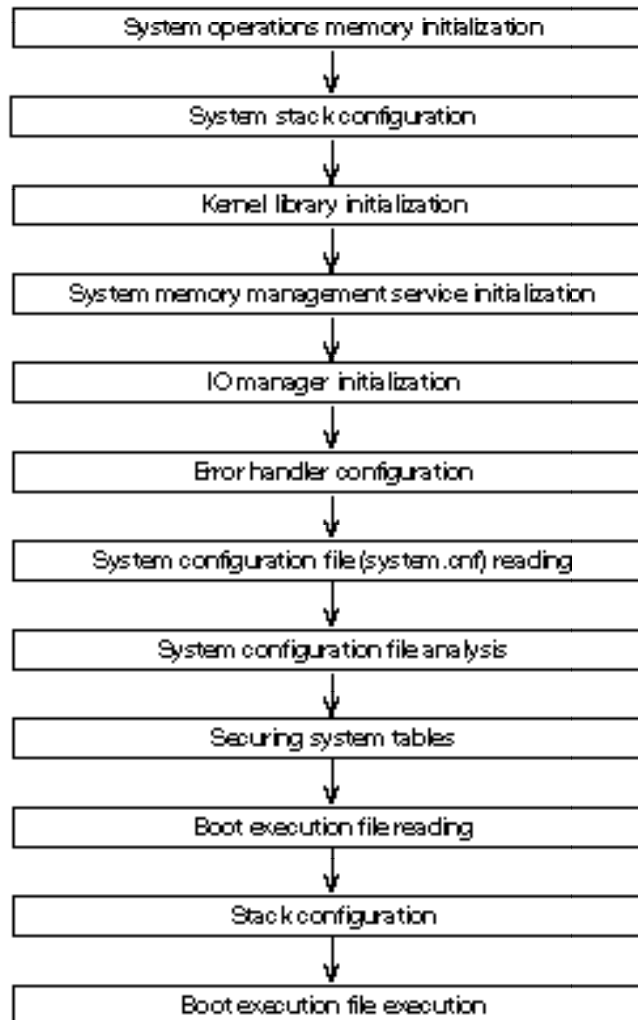 System operations memory initialization
System stack configuration
Kernel library initialization
System memory management service initialization
IO manager initialization
Error handler configuration
System configuration file (system.cnf) reading
System configuration file analysis
Securing system tables
Boot execution file reading
Stack configuration
Boot execution file execution